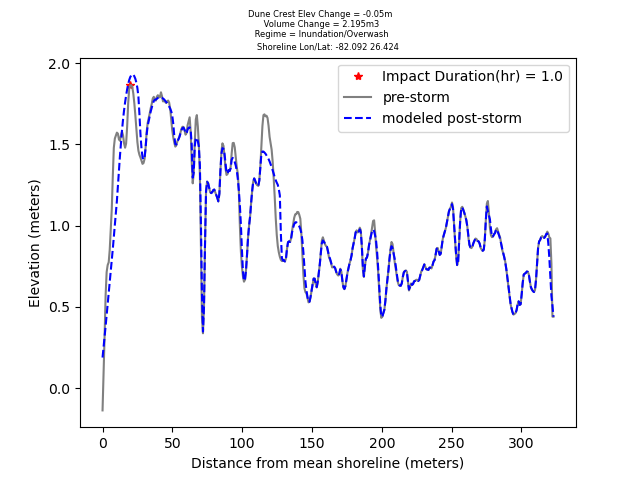 Dune Crest Elev Change = -0.05m
Volume Change = 2.195m3
Regime = Inundation/Overwash
Shoreline Lon/Lat: -82.092 26.424
Impact Duration(hr) = 1.0
pre-storm
modeled post-storm
2.0
1.5
1.0
0.5
0.0
Elevation (meters)
0 50 100 150 200 250 300
Distance from mean shoreline (meters)